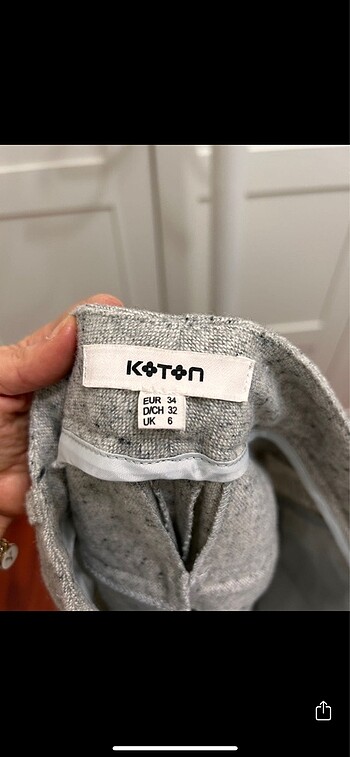 KOTON
EUR 34
D/CH 32
UK 6